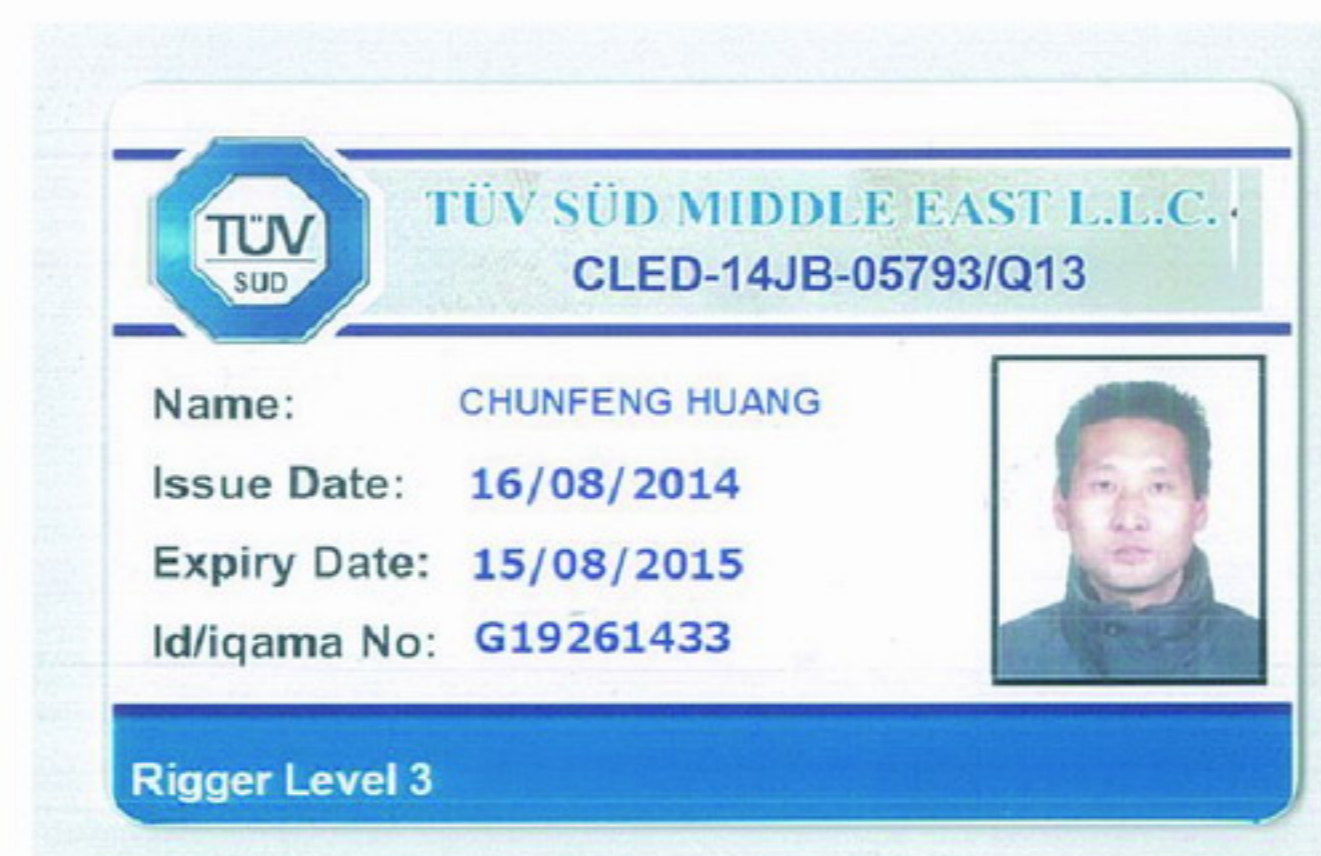 TÜV
SUD
TÜV SÜD MIDDLE EAST L.L.C.
CLED-14JB-05793/Q13
Name: CHUNFENG HUANG
Issue Date: 16/08/2014
Expiry Date: 15/08/2015
Id/iqama No: G19261433
Rigger Level 3